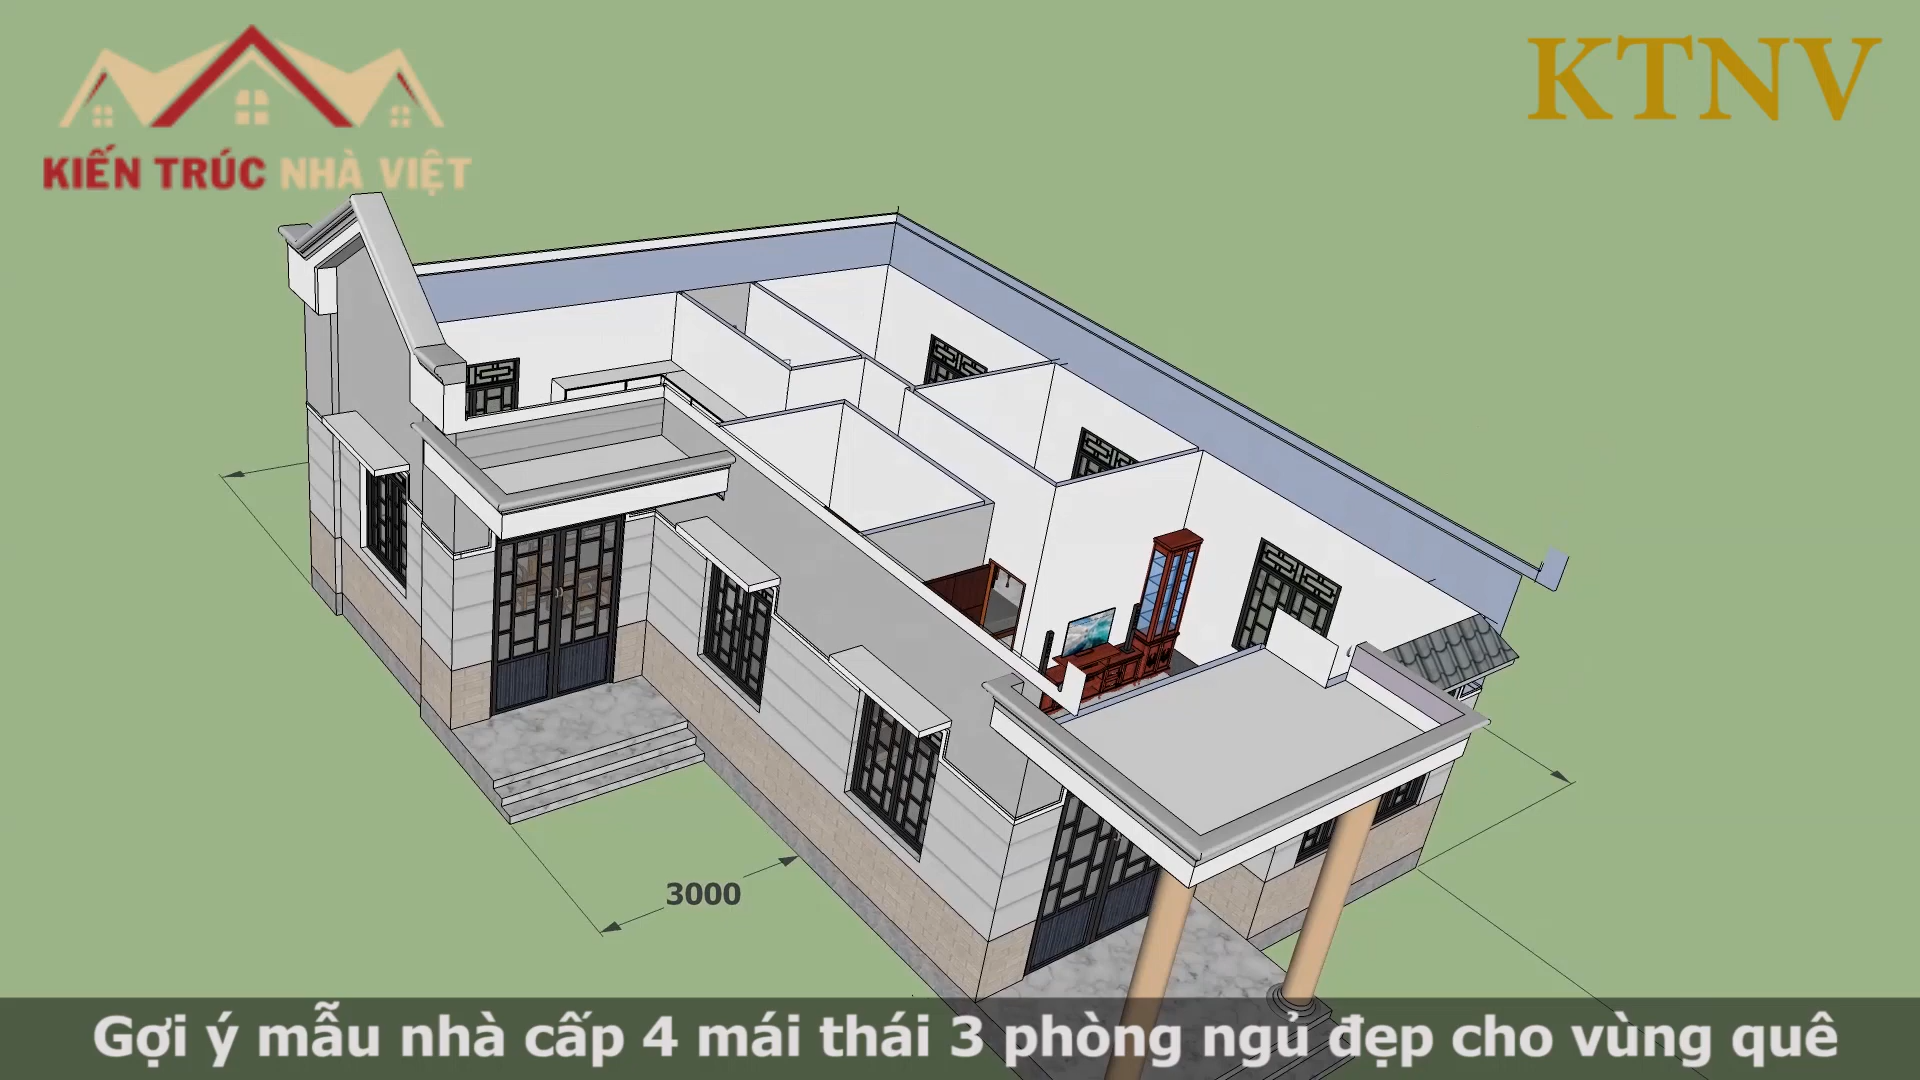 KTNV
KIẾN TRÚC NHÀ VIỆT
3000
Gợi ý mẫu nhà cấp 4 mái thái 3 phòng ngủ đẹp cho vùng quê